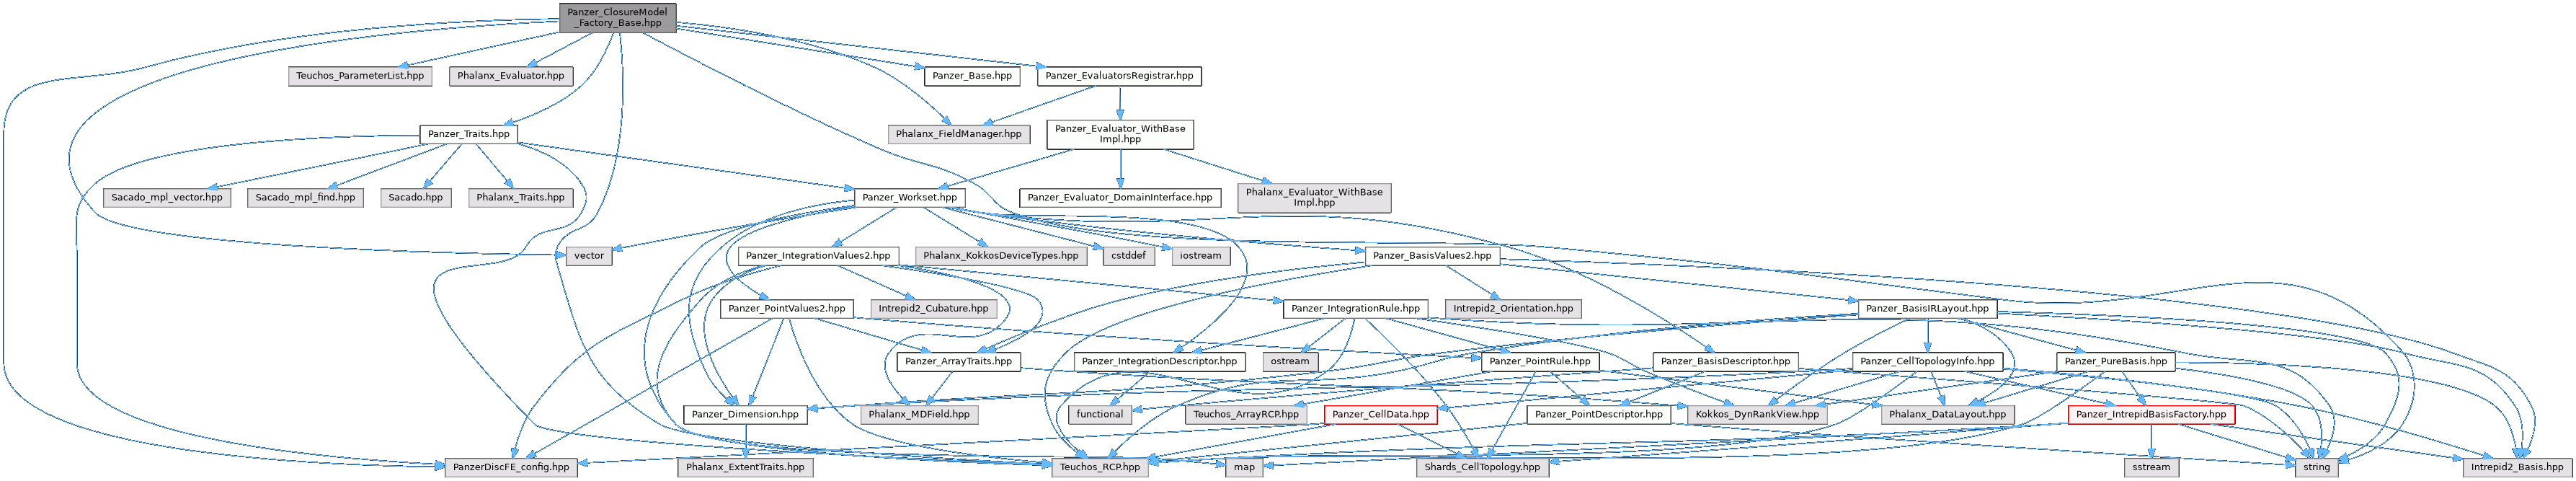 Panzer_ClosureModel
_Factory_Base.hpp
Teuchos_ParameterList.hpp
Phalanx_Evaluator.hpp
Panzer_Base.hpp
Panzer_EvaluatorsRegistrar.hpp
Panzer_Traits.hpp
Phalanx_FieldManager.hpp
Panzer_Evaluator_WithBase
Impl.hpp
Sacado_mpl_vector.hpp
Sacado_mpl_find.hpp
Sacado.hpp
Phalanx_Traits.hpp
Panzer_Workset.hpp
Panzer_Evaluator_DomainInterface.hpp
Phalanx_Evaluator_WithBase
Impl.hpp
vector
Panzer_IntegrationValues2.hpp
Phalanx_KokkosDeviceTypes.hpp
cstddef
iostream
Panzer_BasisValues2.hpp
Panzer_PointValues2.hpp
Intrepid2_Cubature.hpp
Panzer_IntegrationRule.hpp
Intrepid2_Orientation.hpp
Panzer_BasisIRLayout.hpp
Panzer_ArrayTraits.hpp
Panzer_IntegrationDescriptor.hpp
ostream
Panzer_PointRule.hpp
Panzer_BasisDescriptor.hpp
Panzer_CellTopologyInfo.hpp
Panzer_PureBasis.hpp
Panzer_Dimension.hpp
Phalanx_MDField.hpp
functional
Teuchos_ArrayRCP.hpp
Panzer_CellData.hpp
Panzer_PointDescriptor.hpp
Kokkos_DynRankView.hpp
Phalanx_DataLayout.hpp
Panzer_IntrepidBasisFactory.hpp
PanzerDiscFE_config.hpp
Phalanx_ExtentTraits.hpp
Teuchos_RCP.hpp
map
Shards_CellTopology.hpp
sstream
string
Intrepid2_Basis.hpp